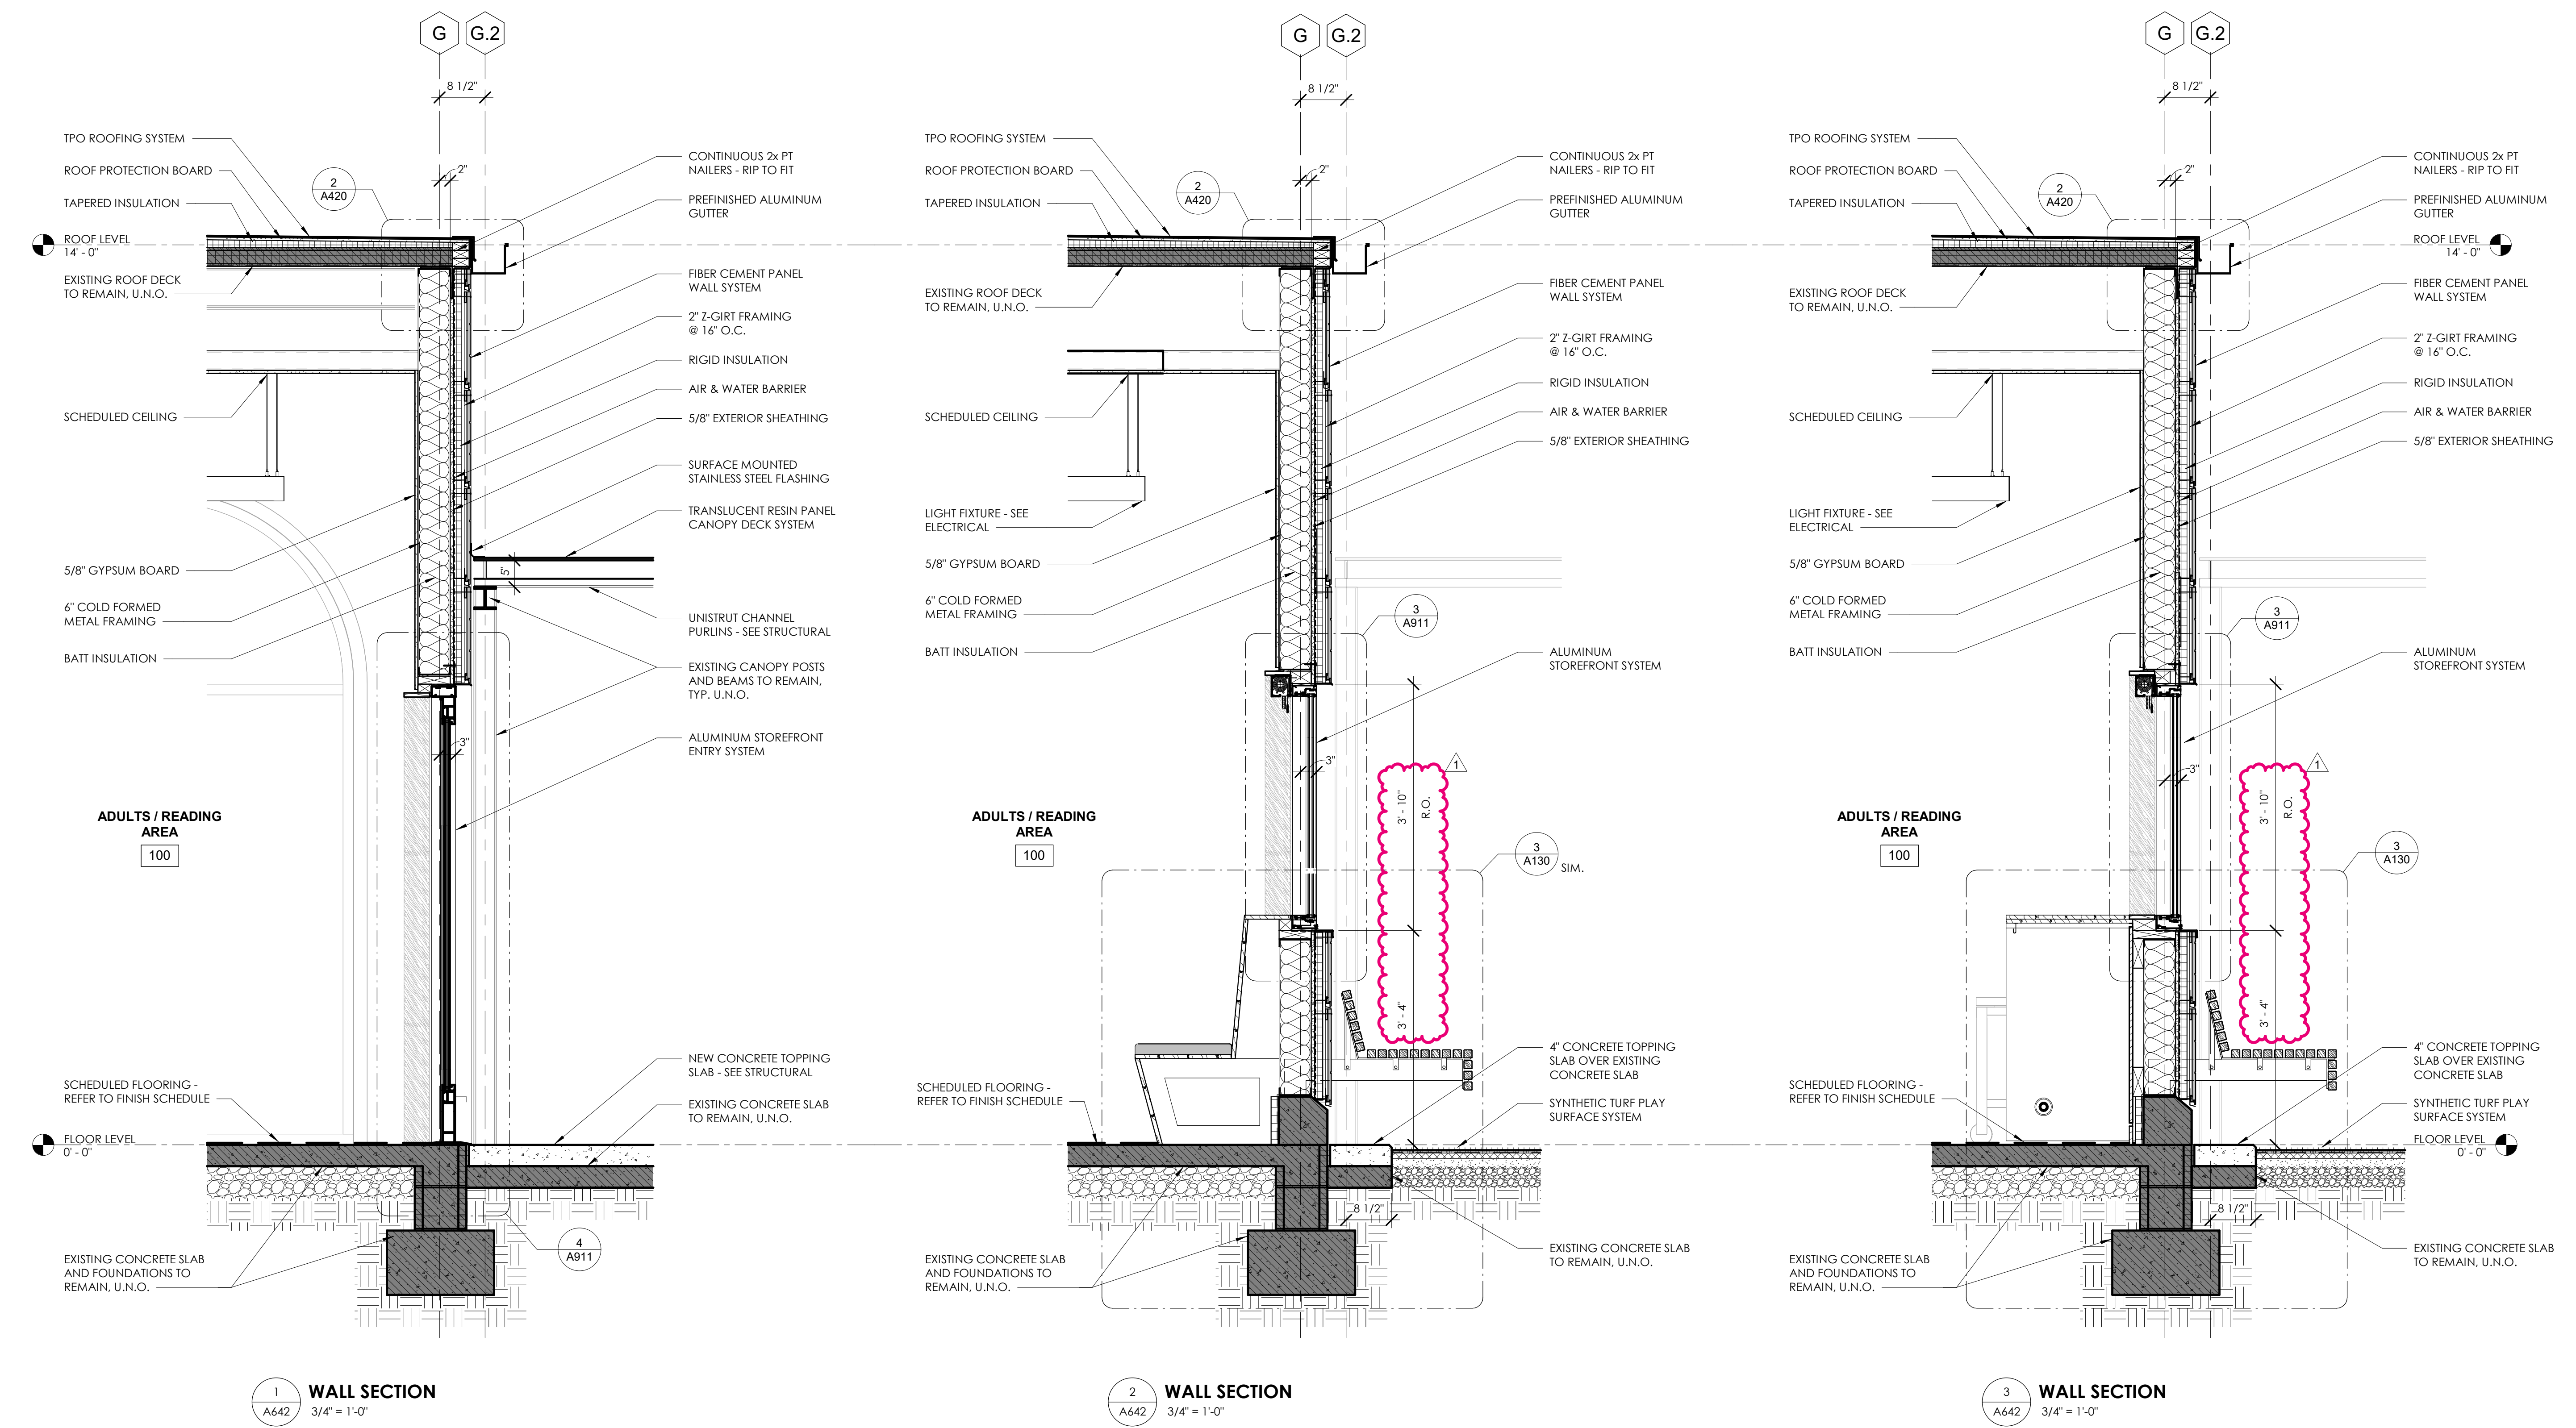 G G.2
8 1/2"
2"
TPO ROOFING SYSTEM
ROOF PROTECTION BOARD
TAPERED INSULATION
ROOF LEVEL
14' - 0"
EXISTING ROOF DECK
TO REMAIN, U.N.O.
SCHEDULED CEILING
5/8" GYPSUM BOARD
6" COLD FORMED
METAL FRAMING
BATT INSULATION
ADULTS / READING
AREA
100
SCHEDULED FLOORING -
REFER TO FINISH SCHEDULE
FLOOR LEVEL
0' - 0"
EXISTING CONCRETE SLAB
AND FOUNDATIONS TO
REMAIN, U.N.O.
2
A420
CONTINUOUS 2x PT
NAILERS - RIP TO FIT
PREFINISHED ALUMINUM
GUTTER
FIBER CEMENT PANEL
WALL SYSTEM
2" Z-GIRT FRAMING
@ 16" O.C.
RIGID INSULATION
AIR & WATER BARRIER
5/8" EXTERIOR SHEATHING
SURFACE MOUNTED
STAINLESS STEEL FLASHING
TRANSLUCENT RESIN PANEL
CANOPY DECK SYSTEM
5"
UNISTRUT CHANNEL
PURLINS - SEE STRUCTURAL
EXISTING CANOPY POSTS
AND BEAMS TO REMAIN,
TYP. U.N.O.
ALUMINUM STOREFRONT
ENTRY SYSTEM
3"
NEW CONCRETE TOPPING
SLAB - SEE STRUCTURAL
EXISTING CONCRETE SLAB
TO REMAIN, U.N.O.
4
A911
1
A642
WALL SECTION
3/4" = 1'-0"
G G.2
8 1/2"
2"
TPO ROOFING SYSTEM
ROOF PROTECTION BOARD
TAPERED INSULATION
EXISTING ROOF DECK
TO REMAIN, U.N.O.
SCHEDULED CEILING
LIGHT FIXTURE - SEE
ELECTRICAL
5/8" GYPSUM BOARD
6" COLD FORMED
METAL FRAMING
BATT INSULATION
ADULTS / READING
AREA
100
SCHEDULED FLOORING -
REFER TO FINISH SCHEDULE
EXISTING CONCRETE SLAB
AND FOUNDATIONS TO
REMAIN, U.N.O.
2
A420
CONTINUOUS 2x PT
NAILERS - RIP TO FIT
PREFINISHED ALUMINUM
GUTTER
FIBER CEMENT PANEL
WALL SYSTEM
2" Z-GIRT FRAMING
@ 16" O.C.
RIGID INSULATION
AIR & WATER BARRIER
5/8" EXTERIOR SHEATHING
3
A911
ALUMINUM
STOREFRONT SYSTEM
3"
1
3' - 10"
R.O.
3' - 4"
3
A130
SIM.
4" CONCRETE TOPPING
SLAB OVER EXISTING
CONCRETE SLAB
SYNTHETIC TURF PLAY
SURFACE SYSTEM
8 1/2"
EXISTING CONCRETE SLAB
TO REMAIN, U.N.O.
2
A642
WALL SECTION
3/4" = 1'-0"
G G.2
8 1/2"
2"
TPO ROOFING SYSTEM
ROOF PROTECTION BOARD
TAPERED INSULATION
EXISTING ROOF DECK
TO REMAIN, U.N.O.
SCHEDULED CEILING
LIGHT FIXTURE - SEE
ELECTRICAL
5/8" GYPSUM BOARD
6" COLD FORMED
METAL FRAMING
BATT INSULATION
ADULTS / READING
AREA
100
SCHEDULED FLOORING -
REFER TO FINISH SCHEDULE
EXISTING CONCRETE SLAB
AND FOUNDATIONS TO
REMAIN, U.N.O.
2
A420
CONTINUOUS 2x PT
NAILERS - RIP TO FIT
PREFINISHED ALUMINUM
GUTTER
ROOF LEVEL
14' - 0"
FIBER CEMENT PANEL
WALL SYSTEM
2" Z-GIRT FRAMING
@ 16" O.C.
RIGID INSULATION
AIR & WATER BARRIER
5/8" EXTERIOR SHEATHING
3
A911
ALUMINUM
STOREFRONT SYSTEM
3"
1
3' - 10"
R.O.
3' - 4"
3
A130
4" CONCRETE TOPPING
SLAB OVER EXISTING
CONCRETE SLAB
SYNTHETIC TURF PLAY
SURFACE SYSTEM
FLOOR LEVEL
0' - 0"
8 1/2"
EXISTING CONCRETE SLAB
TO REMAIN, U.N.O.
3
A642
WALL SECTION
3/4" = 1'-0"